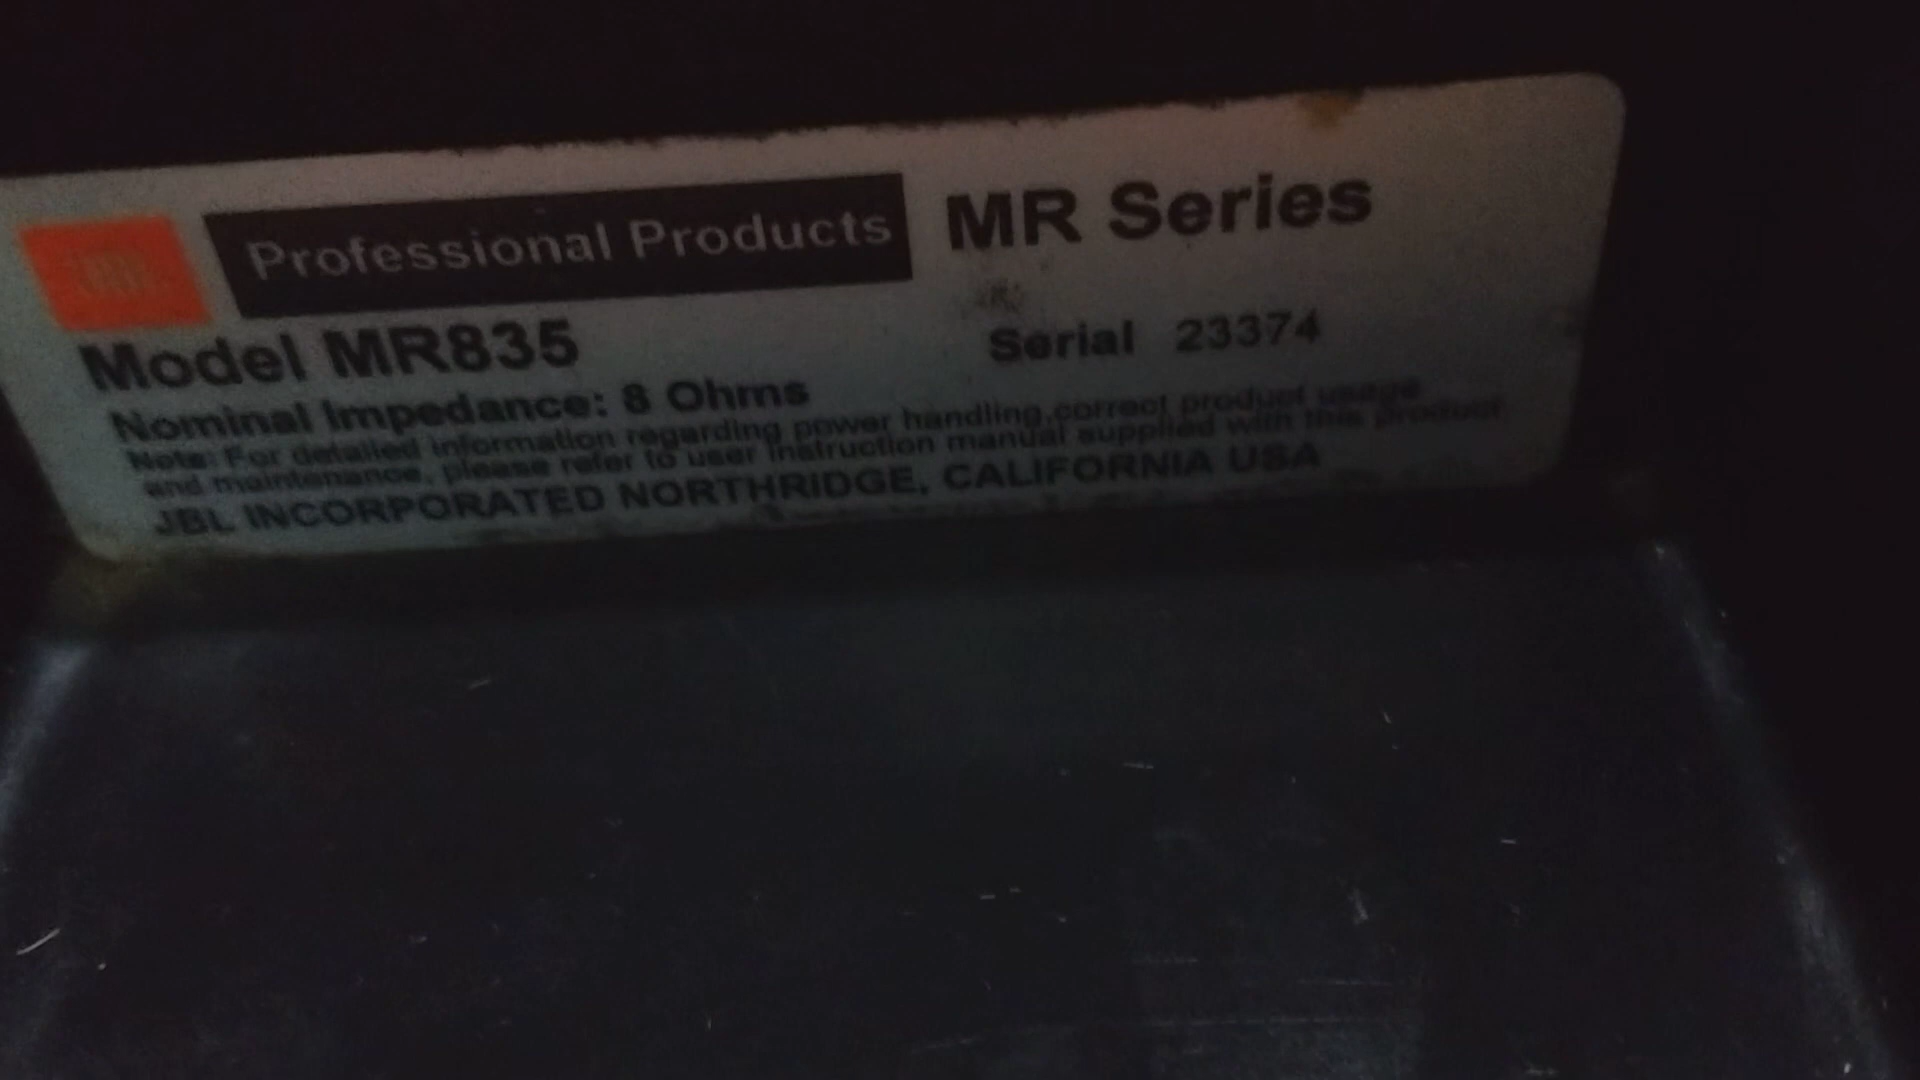 JBL Professional Products MR Series
Model MR835 Serial 23374
Nominal Impedance: 8 Ohms
Note: For detailed information regarding power handling,correct product usage
and maintenance, please refer to user instruction manual supplied with this product
JBL INCORPORATED NORTHRIDGE, CALIFORNIA USA